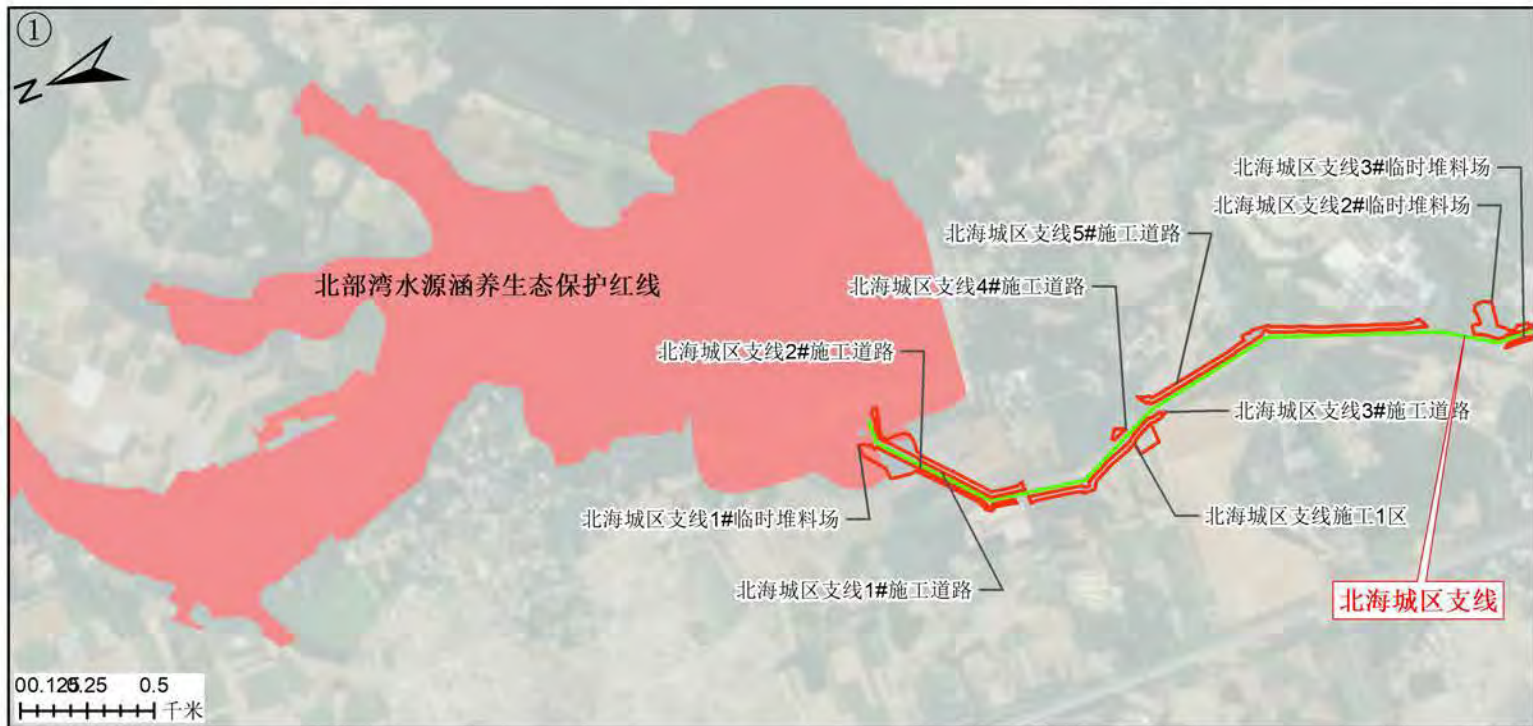 ①
N
北海城区支线3#临时堆料场
北海城区支线2#临时堆料场
北海城区支线5#施工道路
北部湾水源涵养生态保护红线
北海城区支线4#施工道路
北海城区支线2#施工道路
北海城区支线3#施工道路
北海城区支线1#临时堆料场
北海城区支线施工1区
北海城区支线1#施工道路
北海城区支线
00.1250.25 0.5
千米